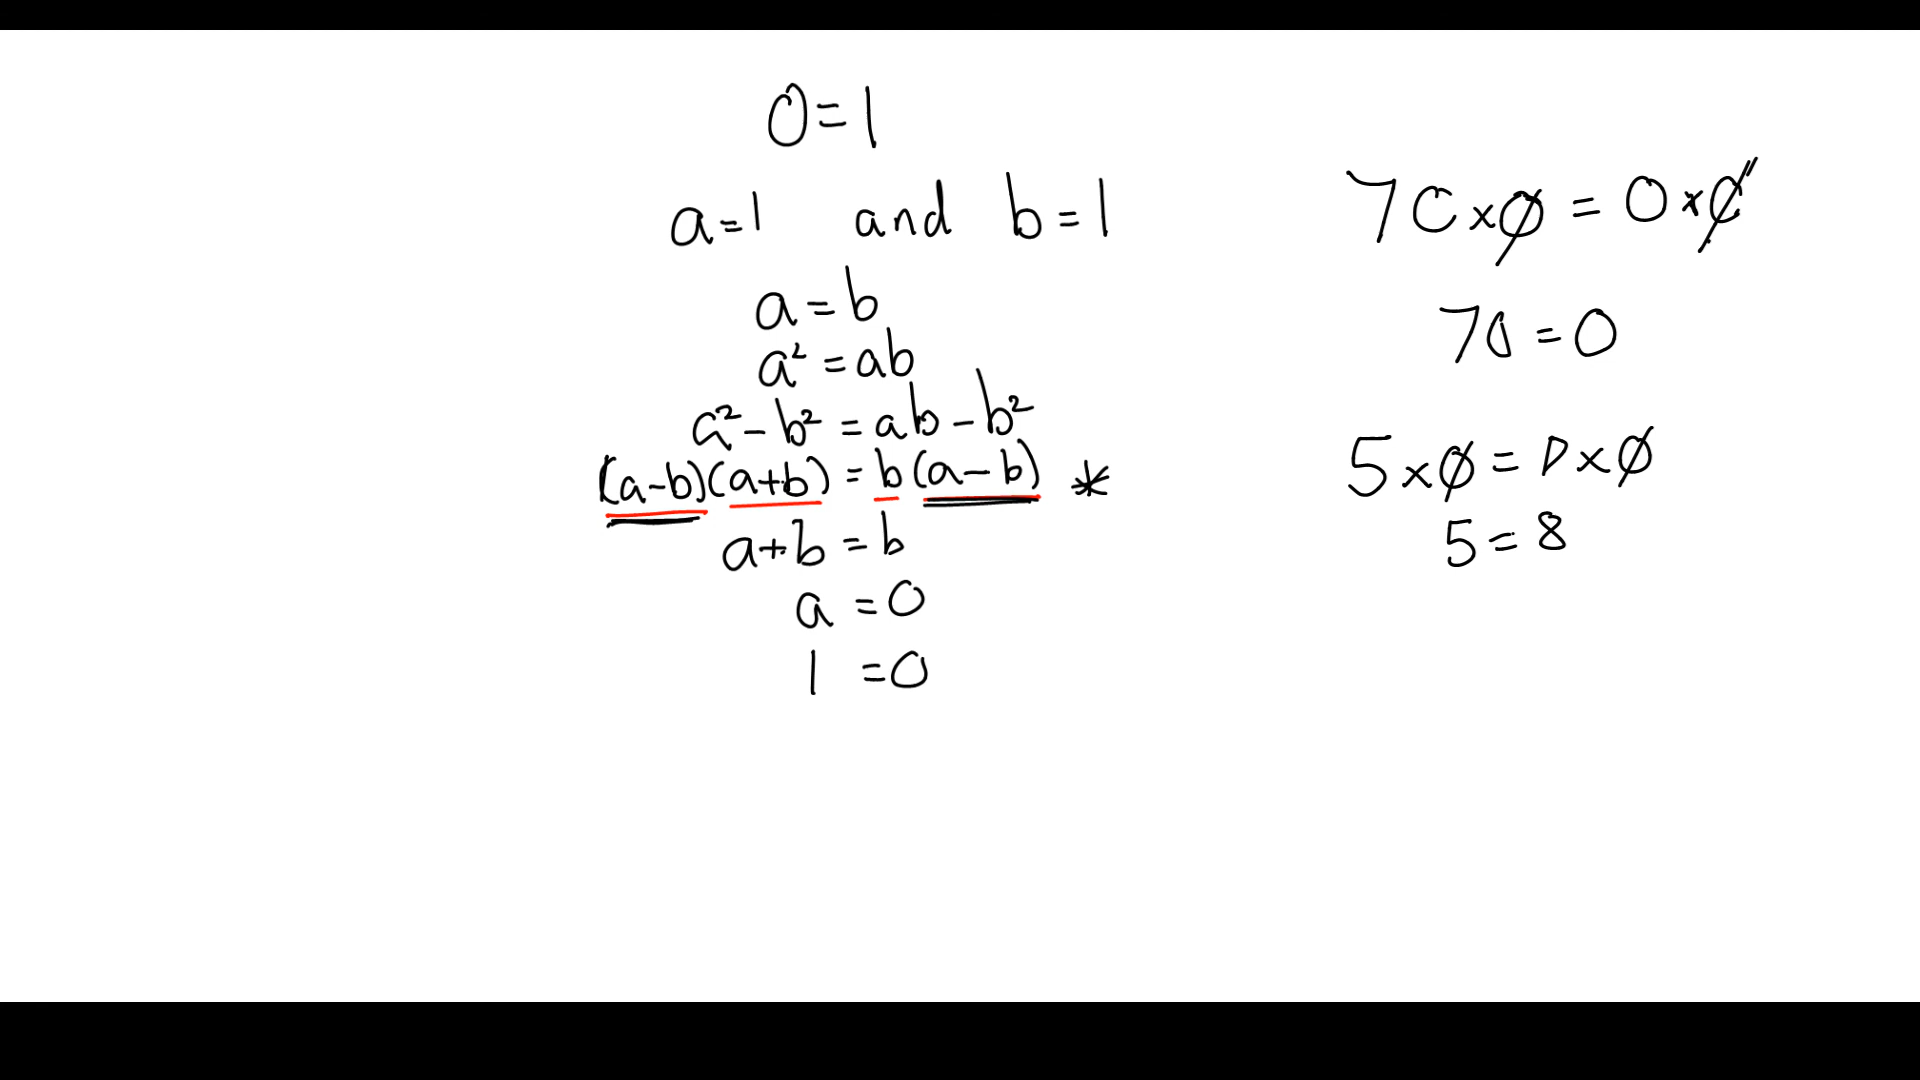 0=1
a=1 and b=1
a=b
a²=ab
a²-b²=ab-b²
(a-b)(a+b)=b(a-b) *
a+b=b
a=0
1=0
70×0=0×0
70=0
5×0=D×0
5=8